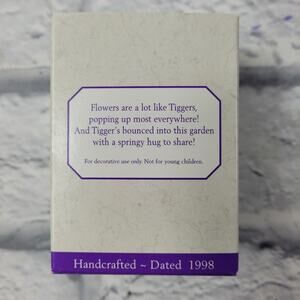 Flowers are a lot like Tiggers,
popping up most everywhere!
And Tigger's bounced into this garden
with a springy hug to share!
For decorative use only. Not for young children.
Handcrafted ~ Dated 1998